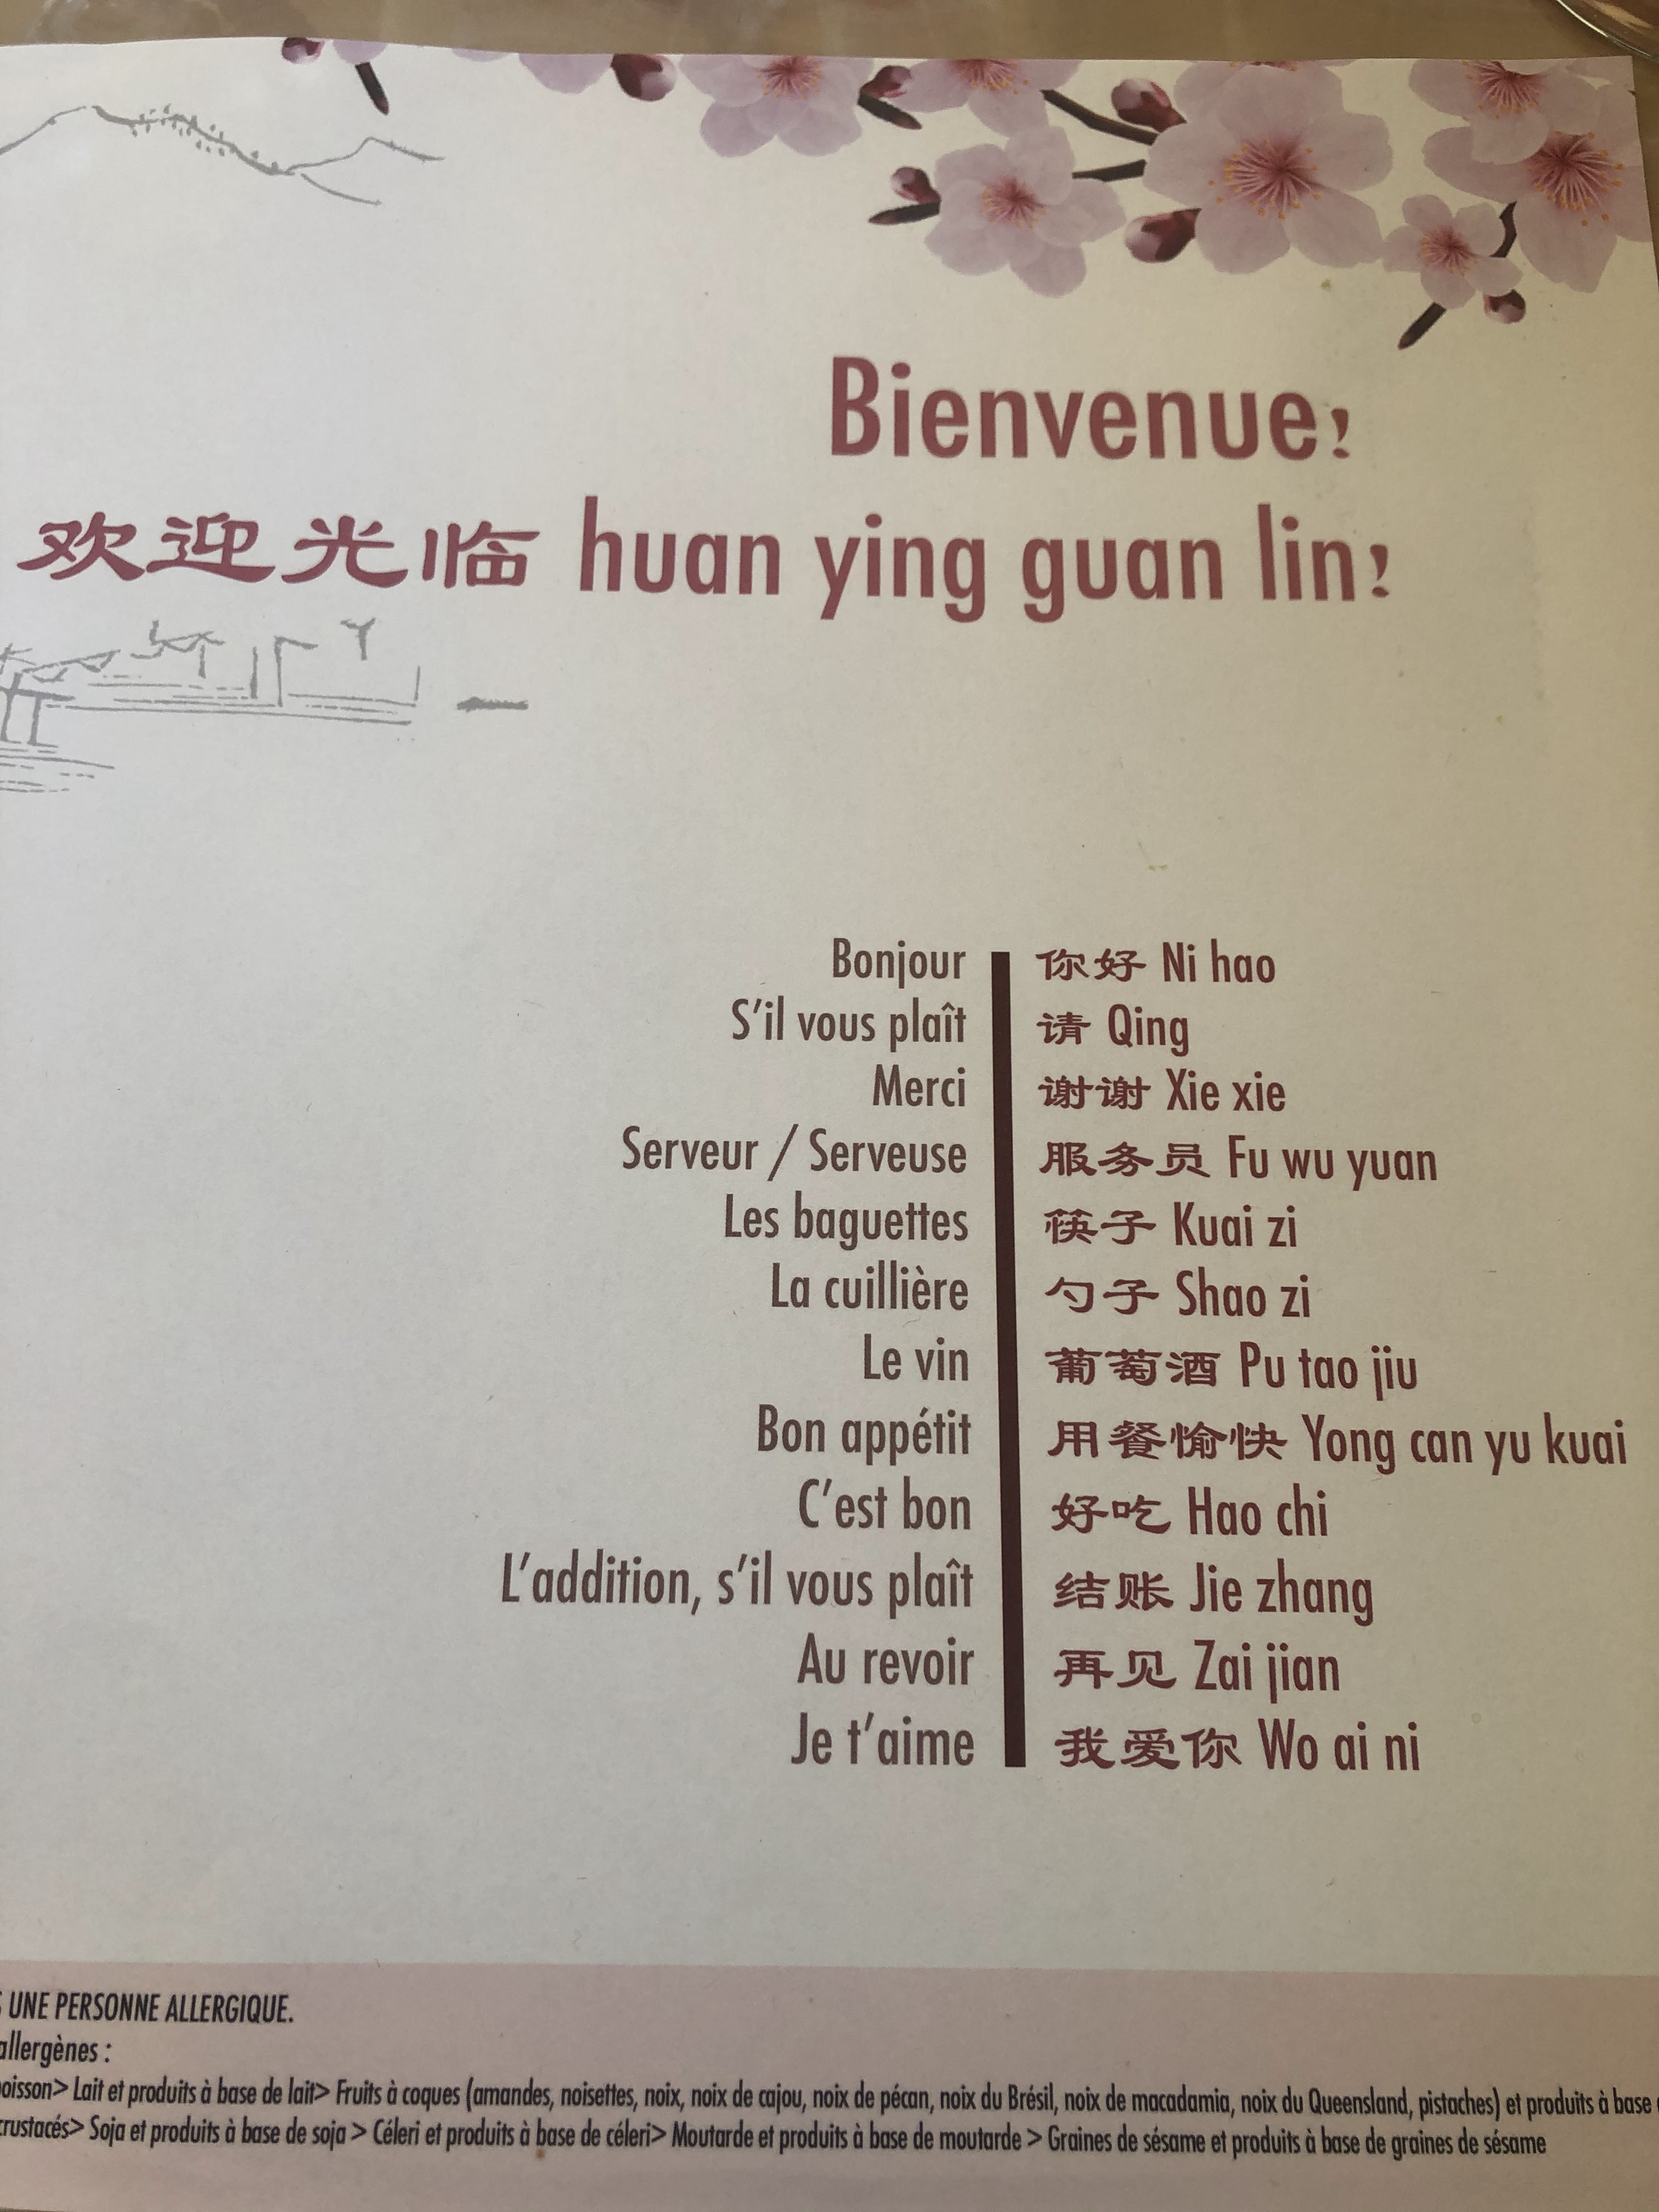 Bienvenue!
欢迎光临 huan ying guan lin!
Bonjour 你好 Ni hao
S'il vous plaît 请 Qing
Merci 谢谢 Xie xie
Serveur / Serveuse 服务员 Fu wu yuan
Les baguettes 筷子 Kuai zi
La cuillière 勺子 Shao zi
Le vin 葡萄酒 Pu tao jiu
Bon appétit 用餐愉快 Yong can yu kuai
C'est bon 好吃 Hao chi
L'addition, s'il vous plaît 结账 Jie zhang
Au revoir 再见 Zai jian
Je t'aime 我爱你 Wo ai ni
UNE PERSONNE ALLERGIQUE.
allergènes :
oisson> Lait et produits à base de lait> Fruits à coques (amandes, noisettes, noix, noix de cajou, noix de pécan, noix du Brésil, noix de macadamia, noix du Queensland, pistaches) et produits à base
crustacés> Soja et produits à base de soja > Céleri et produits à base de céleri> Moutarde et produits à base de moutarde > Graines de sésame et produits à base de graines de sésame